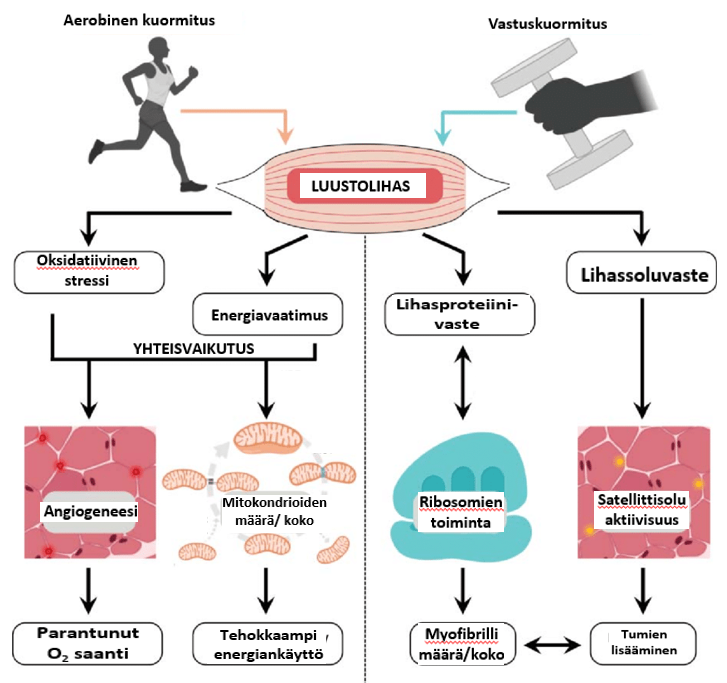 Aerobinen kuormitus
Vastuskuormitus
LUUSTOLIHAS
Oksidatiivinen
stressi
Energiavaatimus
Lihasproteiini-
vaste
Lihassoluvaste
YHTEISVAIKUTUS
Angiogeneesi
Mitokondrioiden
määrä/ koko
Ribosomien
toiminta
Satellittisolu
aktiivisuus
Parantunut
O₂ saanti
Tehokkaampi
energiankäyttö
Myofibrilli
määrä/koko
Tumien
lisääminen